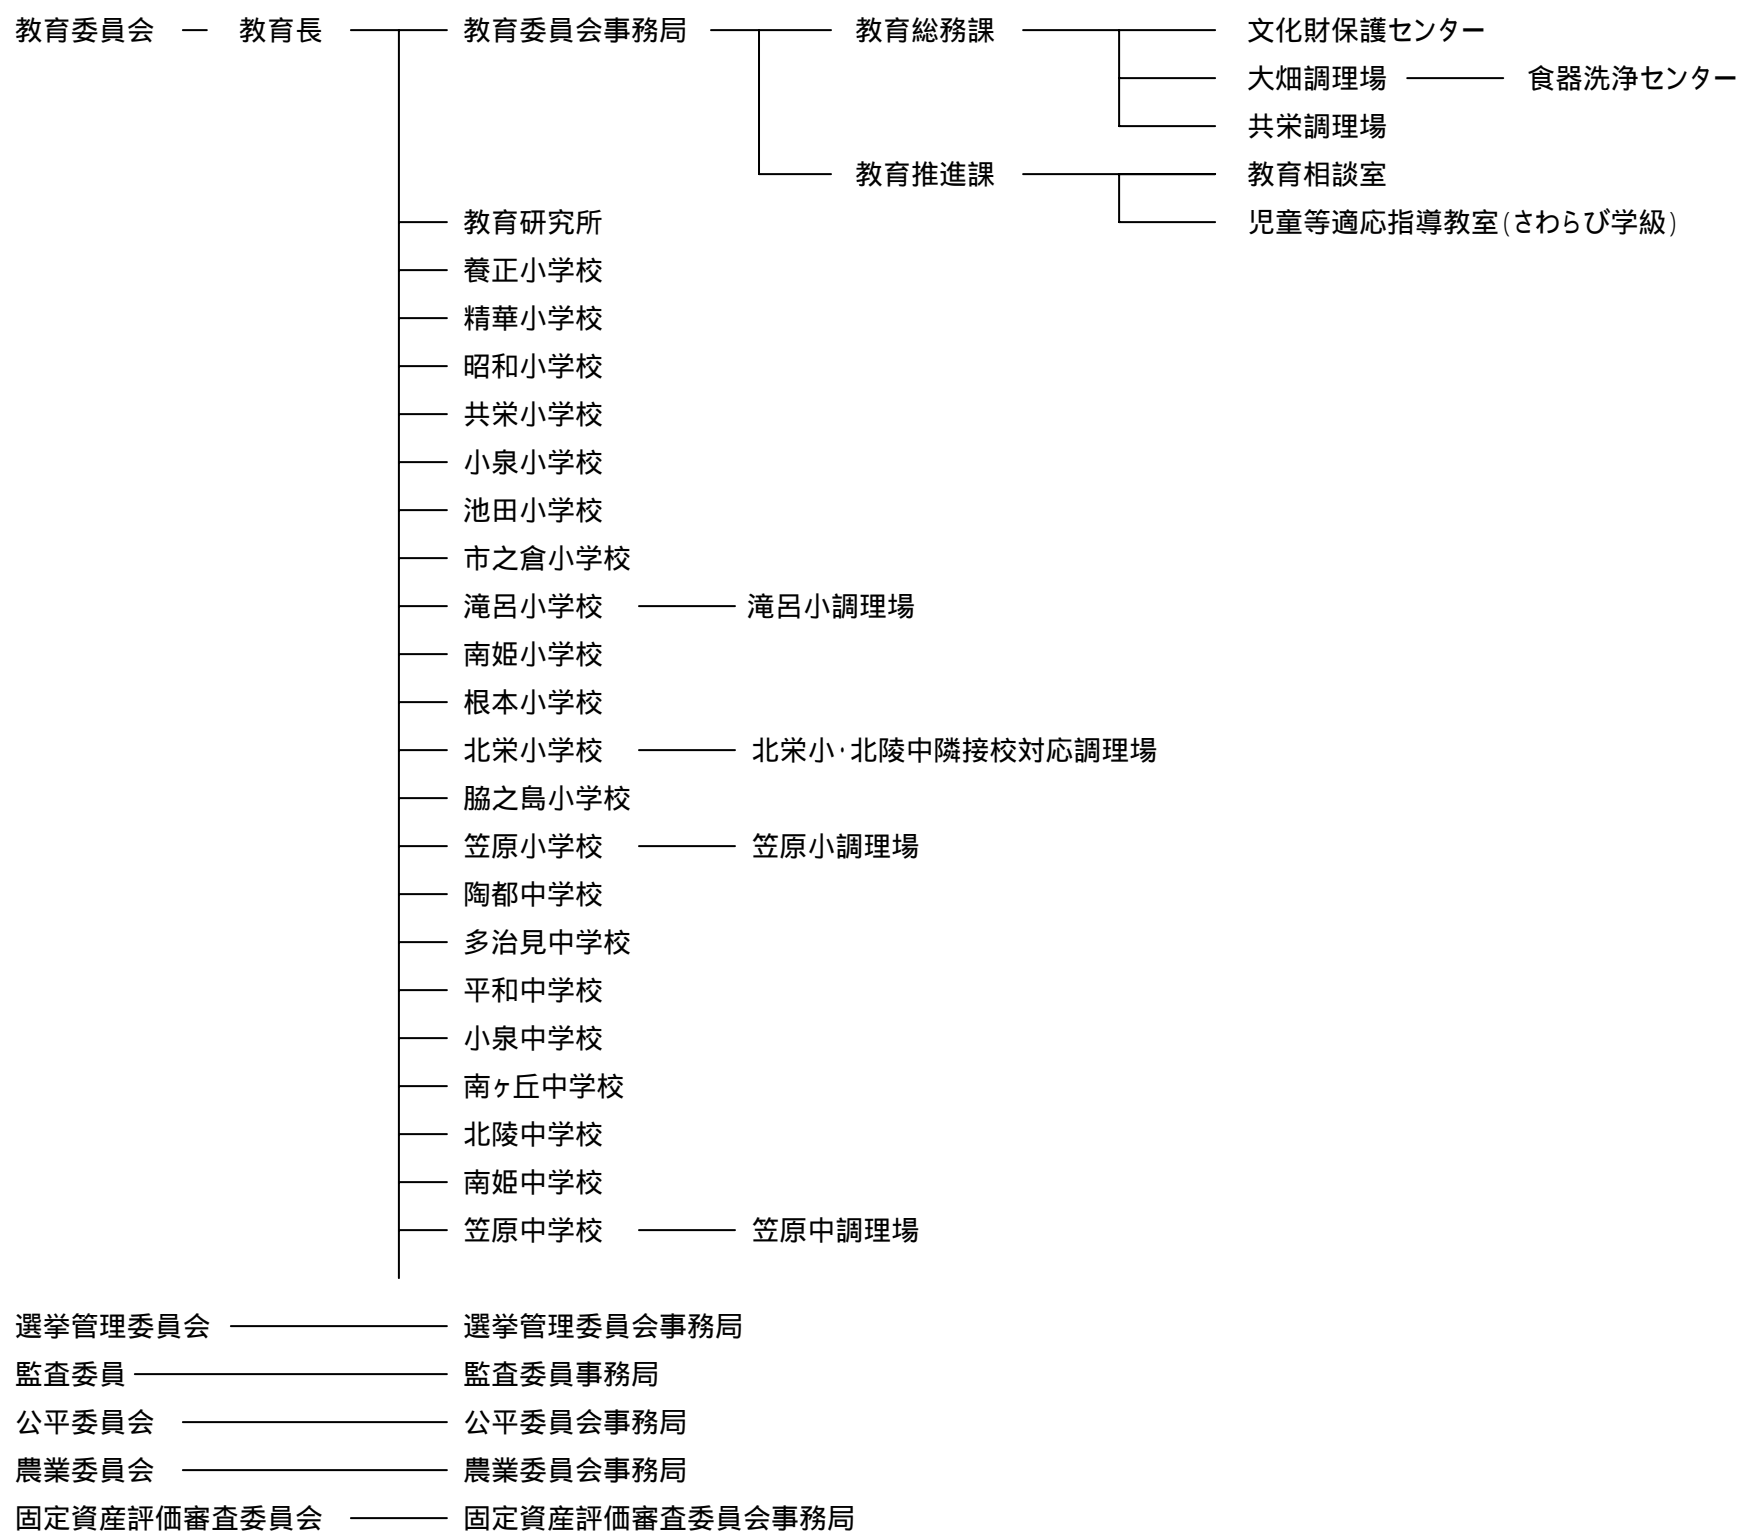 教育委員会 教育長 教育委員会事務局 教育総務課 文化財保護センター
大畑調理場 食器洗浄センター
共栄調理場
教育推進課 教育相談室
教育研究所 児童等適応指導教室(さわらび学級)
養正小学校
精華小学校
昭和小学校
共栄小学校
小泉小学校
池田小学校
市之倉小学校
滝呂小学校 滝呂小調理場
南姫小学校
根本小学校
北栄小学校 北栄小・北陵中隣接校対応調理場
脇之島小学校
笠原小学校 笠原小調理場
陶都中学校
多治見中学校
平和中学校
小泉中学校
南ヶ丘中学校
北陵中学校
南姫中学校
笠原中学校 笠原中調理場
選挙管理委員会 選挙管理委員会事務局
監査委員 監査委員事務局
公平委員会 公平委員会事務局
農業委員会 農業委員会事務局
固定資産評価審査委員会 固定資産評価審査委員会事務局